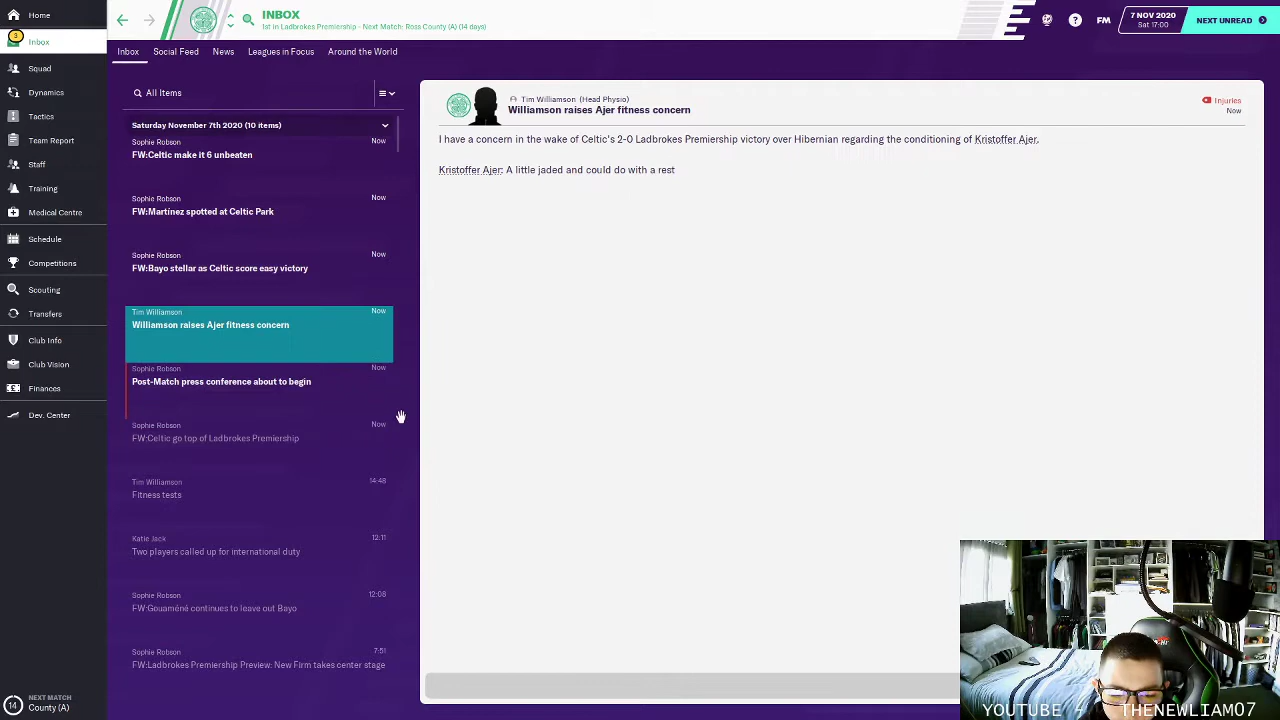 INBOX
1st in Ladbrokes Premiership - Next Match: Ross County (A) (14 days)
FM
7 NOV 2020
Sat 17:00
NEXT UNREAD
3
Inbox
Squad
Dynamics
Tactics
Staff
Training
Medical Centre
Schedule
Competitions
Scouting
Transfers
Club Info
Club Vision
Finances
Dev. Center
14
NEXT MATCH
County (A)
Inbox Social Feed News Leagues in Focus Around the World
All Items
Saturday November 7th 2020 (10 items)
Sophie Robson Now
FW:Celtic make it 6 unbeaten
Sophie Robson Now
FW:Martínez spotted at Celtic Park
Sophie Robson Now
FW:Bayo stellar as Celtic score easy victory
Tim Williamson Now
Williamson raises Ajer fitness concern
Sophie Robson Now
Post-Match press conference about to begin
Sophie Robson Now
FW:Celtic go top of Ladbrokes Premiership
Tim Williamson 14:48
Fitness tests
Katie Jack 12:11
Two players called up for international duty
Sophie Robson 12:08
FW:Gouaméné continues to leave out Bayo
Sophie Robson 7:51
FW:Ladbrokes Premiership Preview: New Firm takes center stage
Tim Williamson (Head Physio)
Williamson raises Ajer fitness concern
Injuries
Now
I have a concern in the wake of Celtic's 2-0 Ladbrokes Premiership victory over Hibernian regarding the conditioning of Kristoffer Ajer.
Kristoffer Ajer: A little jaded and could do with a rest
YOUTUBE - THENEWLIAM07